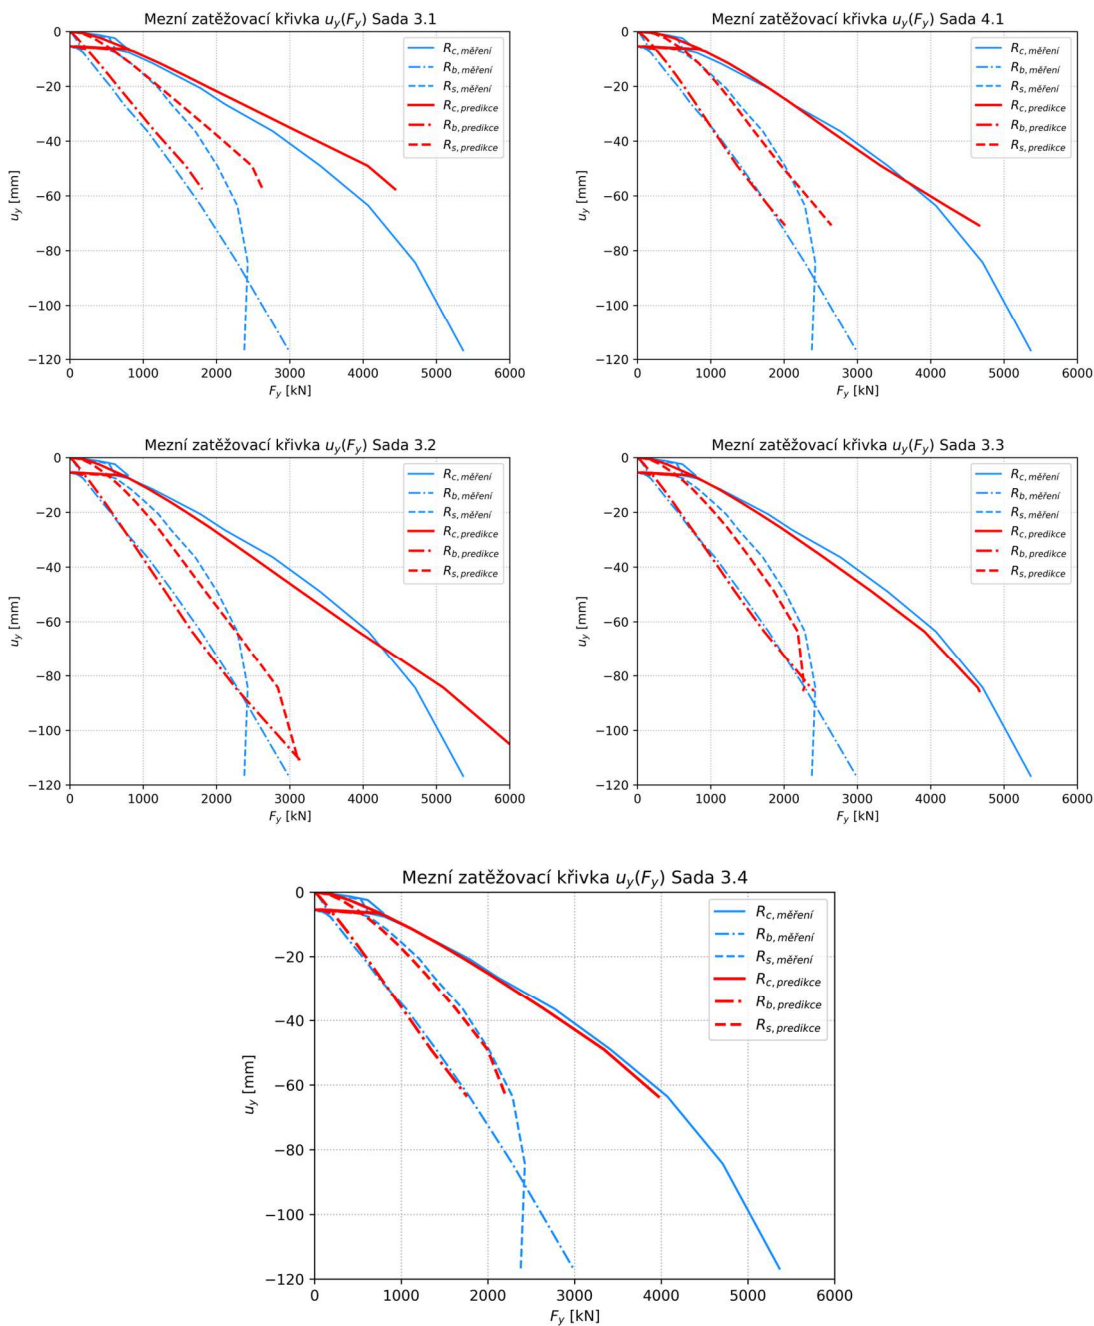 Mezní zatěžovací křivka u_y(F_y) Sada 3.1
0
−20
−40
−60
−80
−100
−120
u_y [mm]
R_c,měření
R_b,měření
R_s,měření
R_c,predikce
R_b,predikce
R_s,predikce
0 1000 2000 3000 4000 5000 6000
F_y [kN]
Mezní zatěžovací křivka u_y(F_y) Sada 4.1
0
−20
−40
−60
−80
−100
−120
u_y [mm]
R_c,měření
R_b,měření
R_s,měření
R_c,predikce
R_b,predikce
R_s,predikce
0 1000 2000 3000 4000 5000 6000
F_y [kN]
Mezní zatěžovací křivka u_y(F_y) Sada 3.2
0
−20
−40
−60
−80
−100
−120
u_y [mm]
R_c,měření
R_b,měření
R_s,měření
R_c,predikce
R_b,predikce
R_s,predikce
0 1000 2000 3000 4000 5000 6000
F_y [kN]
Mezní zatěžovací křivka u_y(F_y) Sada 3.3
0
−20
−40
−60
−80
−100
−120
u_y [mm]
R_c,měření
R_b,měření
R_s,měření
R_c,predikce
R_b,predikce
R_s,predikce
0 1000 2000 3000 4000 5000 6000
F_y [kN]
Mezní zatěžovací křivka u_y(F_y) Sada 3.4
0
−20
−40
−60
−80
−100
−120
u_y [mm]
R_c,měření
R_b,měření
R_s,měření
R_c,predikce
R_b,predikce
R_s,predikce
0 1000 2000 3000 4000 5000 6000
F_y [kN]